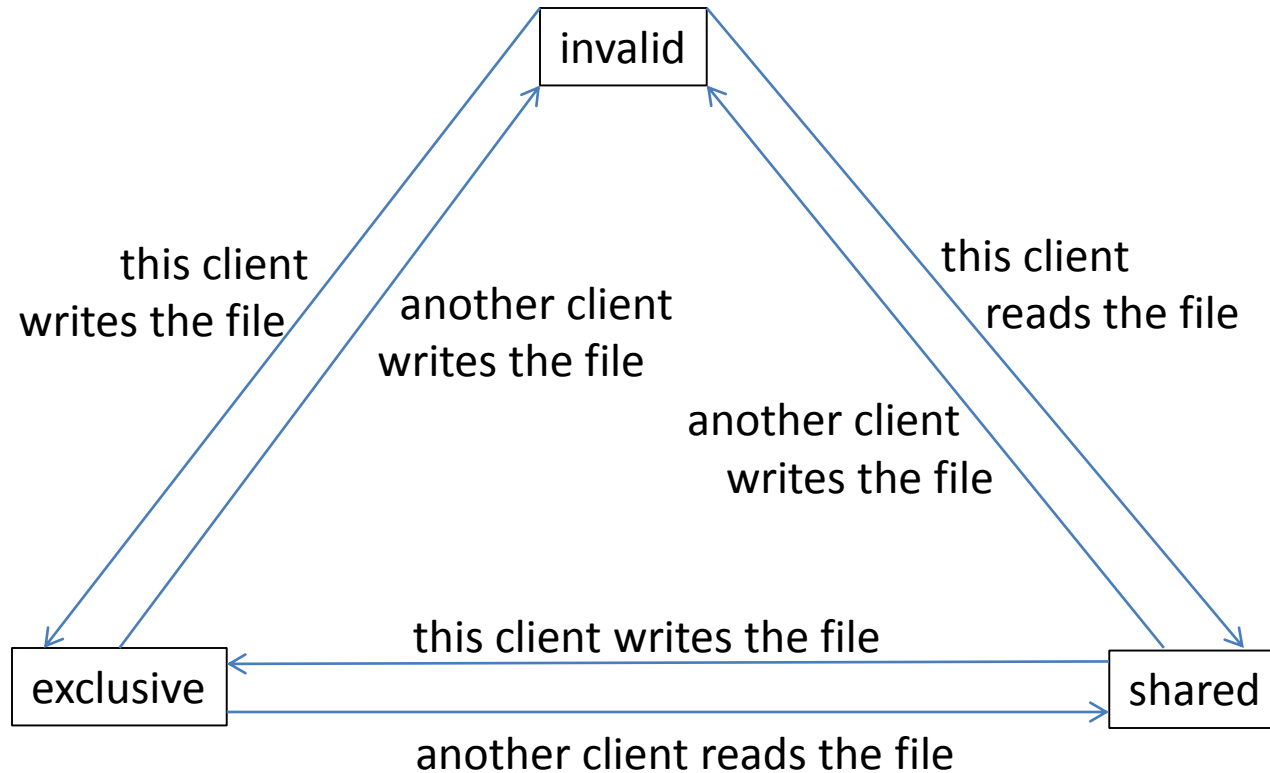 invalid
this client
writes the file
another client
writes the file
this client
reads the file
another client
writes the file
this client writes the file
exclusive
shared
another client reads the file